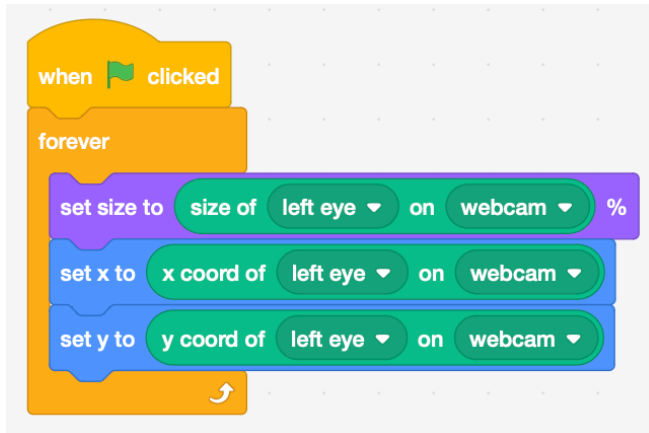 when clicked
forever
set size to size of left eye on webcam %
set x to x coord of left eye on webcam
set y to y coord of left eye on webcam